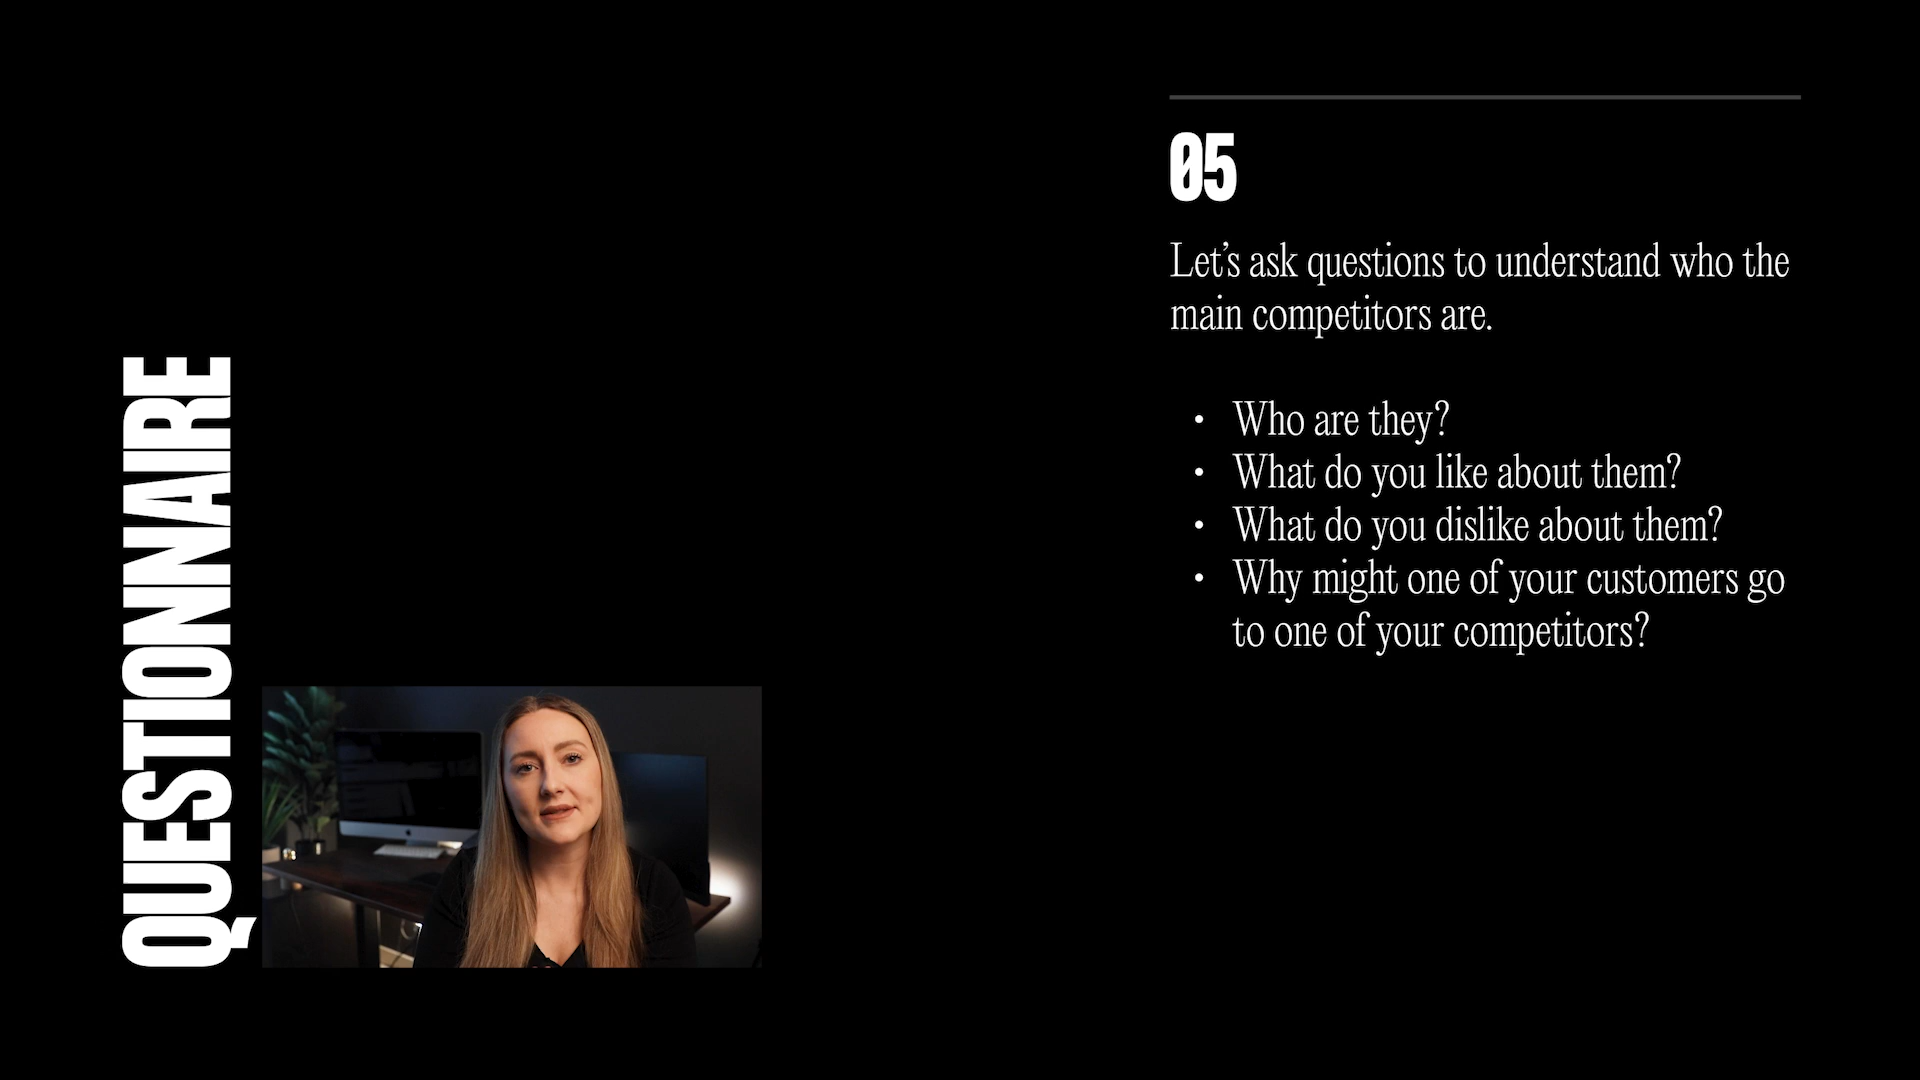 QUESTIONNAIRE
05
Let’s ask questions to understand who the
main competitors are.
• Who are they?
• What do you like about them?
• What do you dislike about them?
• Why might one of your customers go
to one of your competitors?